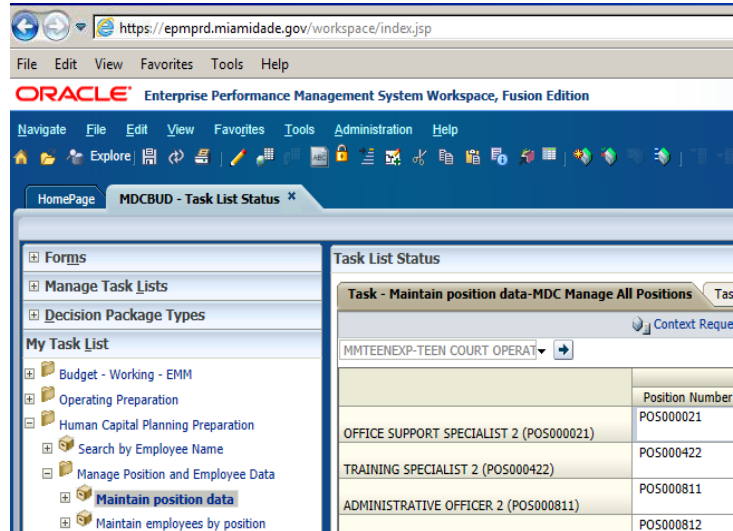 https://epmprd.miamidade.gov/workspace/index.jsp
File Edit View Favorites Tools Help
ORACLE® Enterprise Performance Management System Workspace, Fusion Edition
Navigate File Edit View Favorites Tools Administration Help
Explore
HomePage MDCBUD - Task List Status ×
Forms
Manage Task Lists
Decision Package Types
My Task List
Budget - Working - EMM
Operating Preparation
Human Capital Planning Preparation
Search by Employee Name
Manage Position and Employee Data
Maintain position data
Maintain employees by position
Task List Status
Task - Maintain position data-MDC Manage All Positions Tas
Context Reque
MMTEENEXP-TEEN COURT OPERAT
Position Number
OFFICE SUPPORT SPECIALIST 2 (POS000021) POS000021
TRAINING SPECIALIST 2 (POS000422) POS000422
ADMINISTRATIVE OFFICER 2 (POS000811) POS000811
POS000812